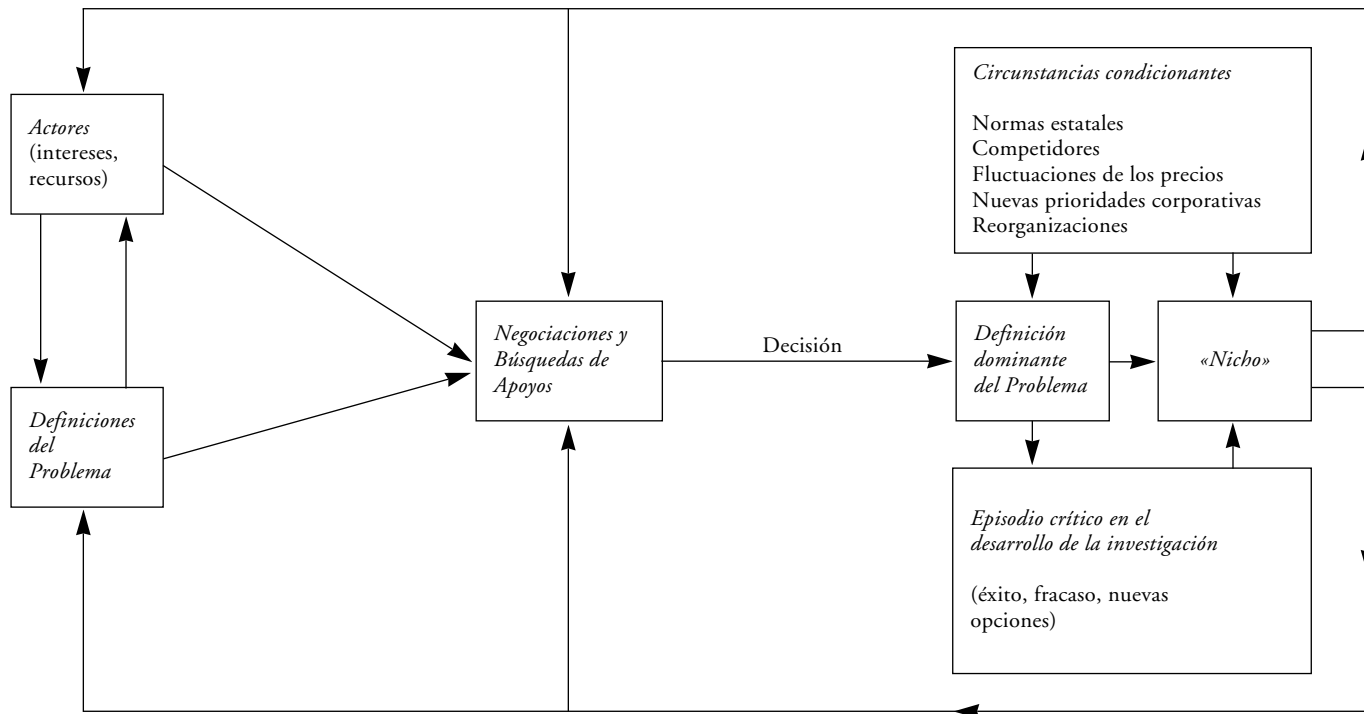 Actores
(intereses,
recursos)
Definiciones
del
Problema
Negociaciones y
Búsquedas de
Apoyos
Decisión
Circunstancias condicionantes
Normas estatales
Competidores
Fluctuaciones de los precios
Nuevas prioridades corporativas
Reorganizaciones
Definición
dominante
del Problema
«Nicho»
Episodio crítico en el
desarrollo de la investigación
(éxito, fracaso, nuevas
opciones)